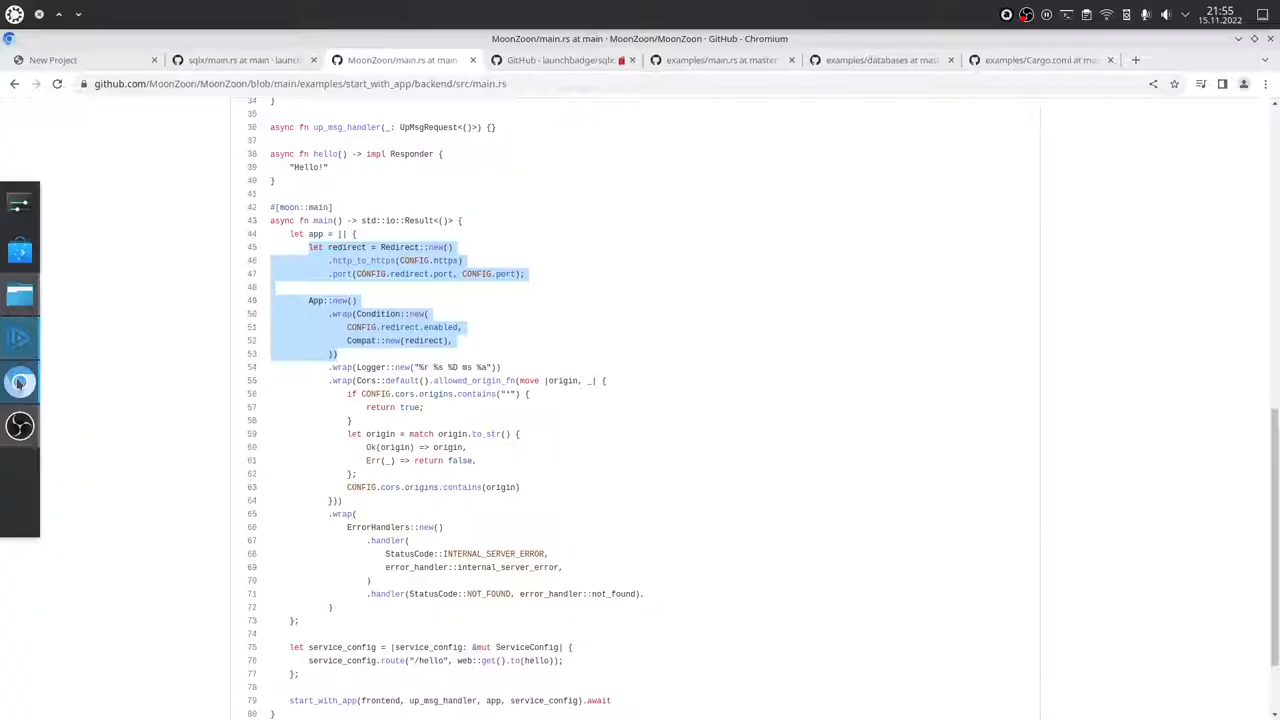 21:55
15.11.2022
MoonZoon/main.rs at main · MoonZoon/MoonZoon · GitHub - Chromium
New Project
sqlx/main.rs at main · launc
MoonZoon/main.rs at main
GitHub - launchbadge/sqlx:
examples/main.rs at master
examples/databases at mast
examples/Cargo.toml at mas
github.com/MoonZoon/MoonZoon/blob/main/examples/start_with_app/backend/src/main.rs
34 }
35
36 async fn up_msg_handler(_: UpMsgRequest<()>) {}
37
38 async fn hello() -> impl Responder {
39 "Hello!"
40 }
41
42 #[moon::main]
43 async fn main() -> std::io::Result<()> {
44 let app = || {
45 let redirect = Redirect::new()
46 .http_to_https(CONFIG.https)
47 .port(CONFIG.redirect.port, CONFIG.port);
48
49 App::new()
50 .wrap(Condition::new(
51 CONFIG.redirect.enabled,
52 Compat::new(redirect),
53 ))
54 .wrap(Logger::new("%r %s %D ms %a"))
55 .wrap(Cors::default().allowed_origin_fn(move |origin, _| {
56 if CONFIG.cors.origins.contains("*") {
57 return true;
58 }
59 let origin = match origin.to_str() {
60 Ok(origin) => origin,
61 Err(_) => return false,
62 };
63 CONFIG.cors.origins.contains(origin)
64 }))
65 .wrap(
66 ErrorHandlers::new()
67 .handler(
68 StatusCode::INTERNAL_SERVER_ERROR,
69 error_handler::internal_server_error,
70 )
71 .handler(StatusCode::NOT_FOUND, error_handler::not_found),
72 )
73 };
74
75 let service_config = |service_config: &mut ServiceConfig| {
76 service_config.route("/hello", web::get().to(hello));
77 };
78
79 start_with_app(frontend, up_msg_handler, app, service_config).await
80 }